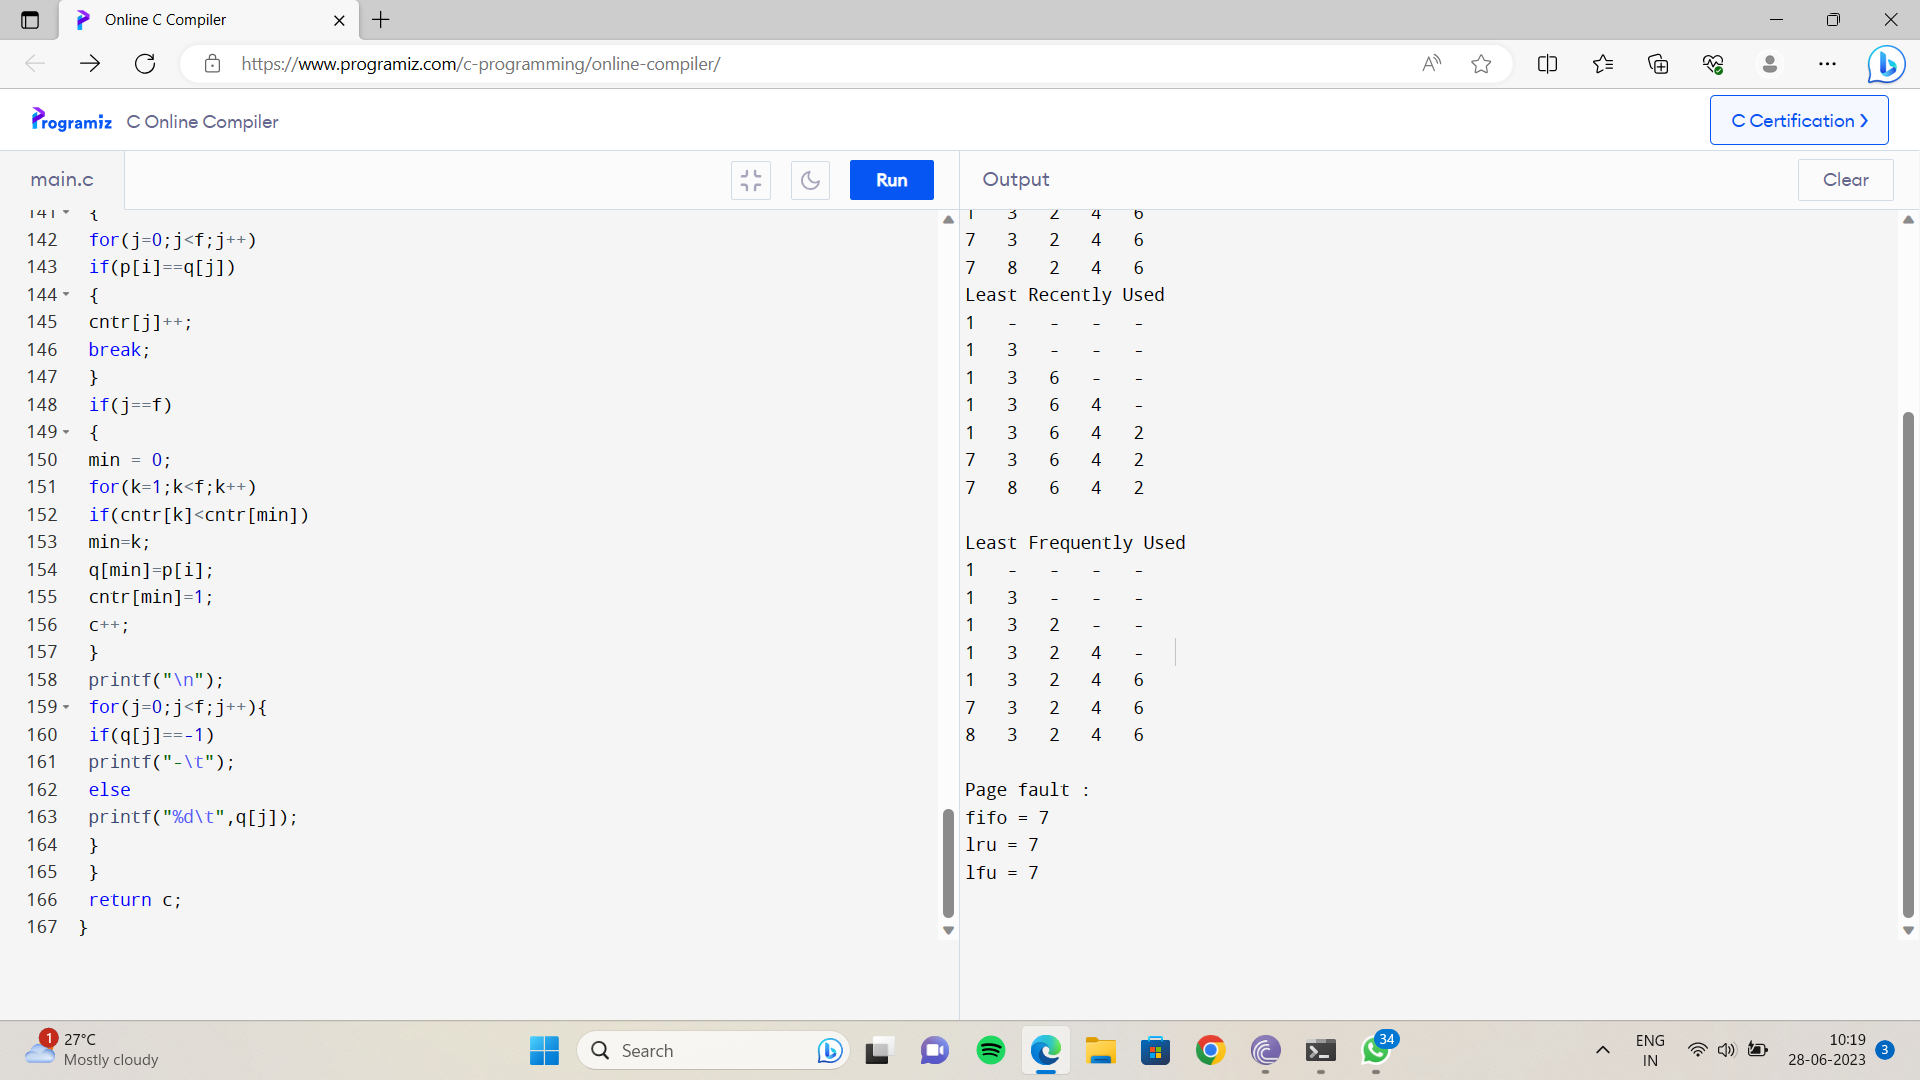 Online C Compiler
https://www.programiz.com/c-programming/online-compiler/
Programiz C Online Compiler
C Certification >
main.c
Run
141 {
142 for(j=0;j<f;j++)
143 if(p[i]==q[j])
144 {
145 cntr[j]++;
146 break;
147 }
148 if(j==f)
149 {
150 min = 0;
151 for(k=1;k<f;k++)
152 if(cntr[k]<cntr[min])
153 min=k;
154 q[min]=p[i];
155 cntr[min]=1;
156 c++;
157 }
158 printf("\n");
159 for(j=0;j<f;j++){
160 if(q[j]==-1)
161 printf("-\t");
162 else
163 printf("%d\t",q[j]);
164 }
165 }
166 return c;
167 }
Output
Clear
1 3 2 4 6
7 3 2 4 6
7 8 2 4 6
Least Recently Used
1 - - - -
1 3 - - -
1 3 6 - -
1 3 6 4 -
1 3 6 4 2
7 3 6 4 2
7 8 6 4 2
Least Frequently Used
1 - - - -
1 3 - - -
1 3 2 - -
1 3 2 4 -
1 3 2 4 6
7 3 2 4 6
8 3 2 4 6
Page fault :
fifo = 7
lru = 7
lfu = 7
1
27°C
Mostly cloudy
Search
34
ENG
IN
10:19
28-06-2023
3